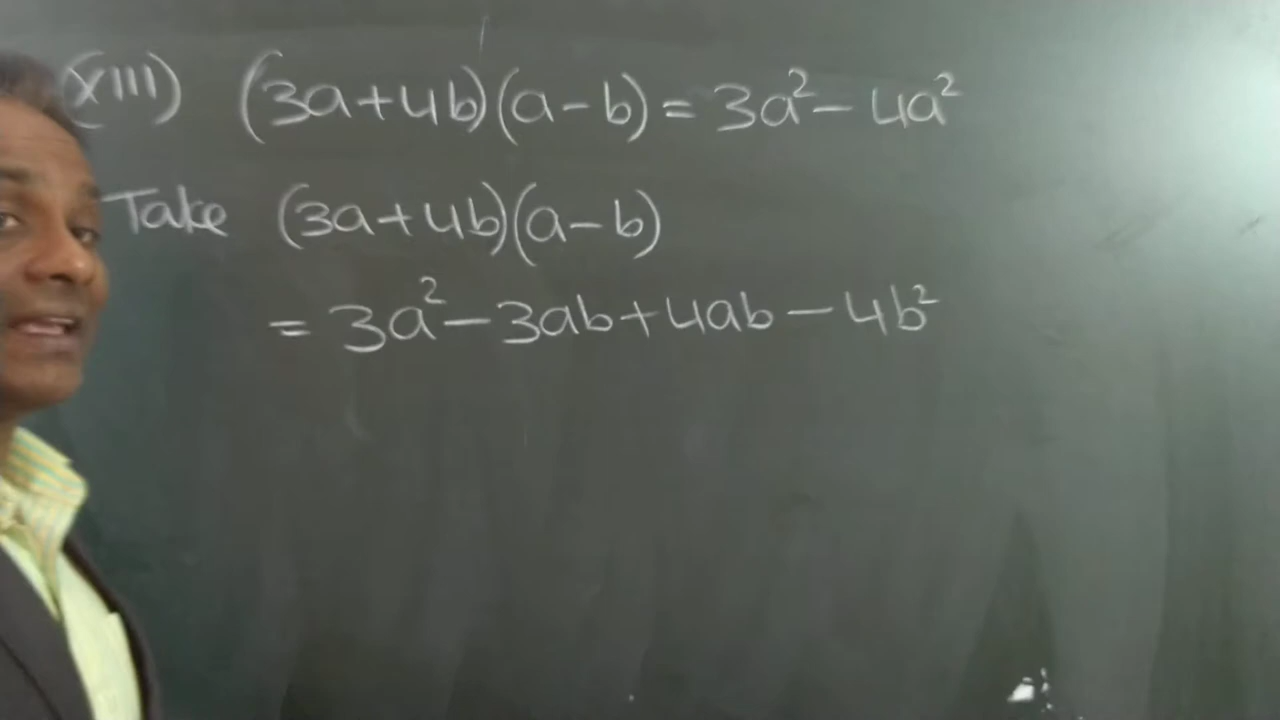 (XIII) (3a+4b)(a-b) = 3a² - 4a²
Take (3a+4b)(a-b)
= 3a² - 3ab + 4ab - 4b²